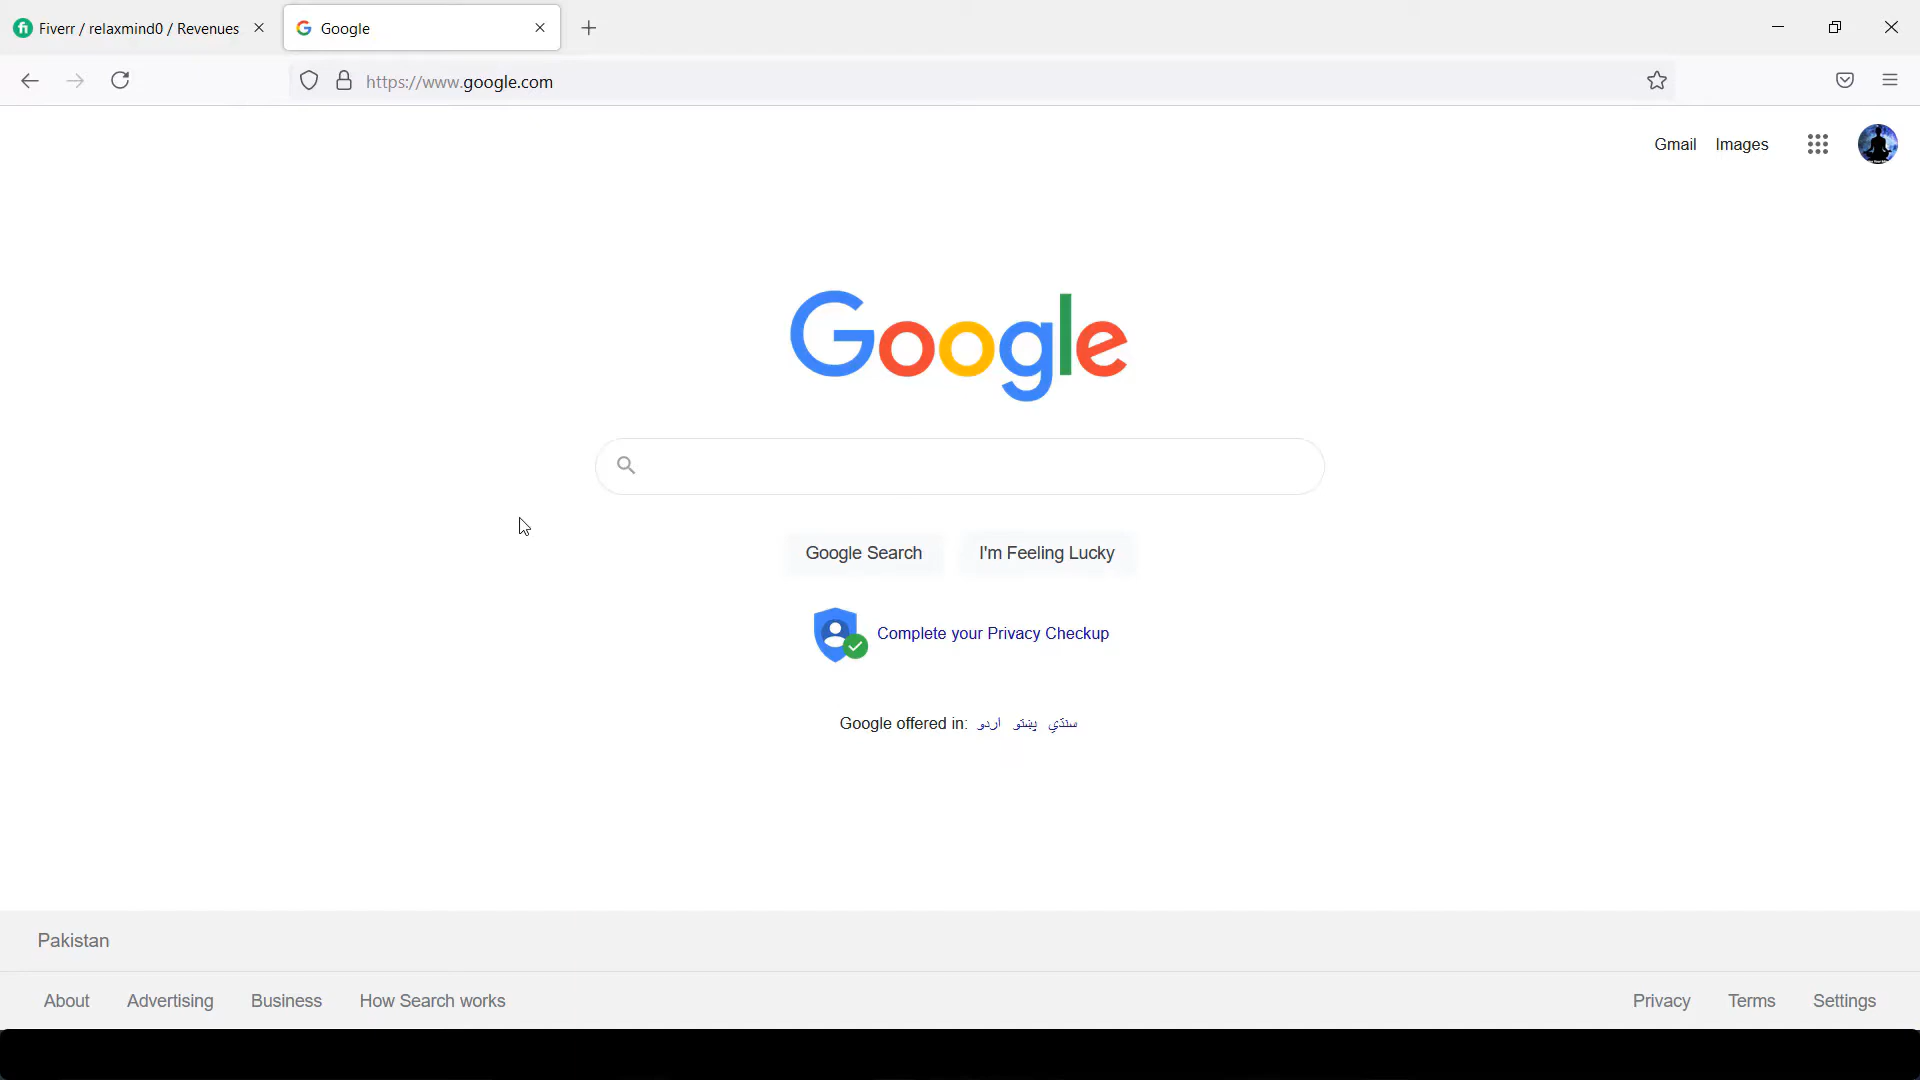 Fiverr / relaxmind0 / Revenues
Google
https://www.google.com
Gmail Images
Google
Google Search
I'm Feeling Lucky
Complete your Privacy Checkup
Google offered in: اردو پښتو سنڌي
Pakistan
About Advertising Business How Search works
Privacy Terms Settings